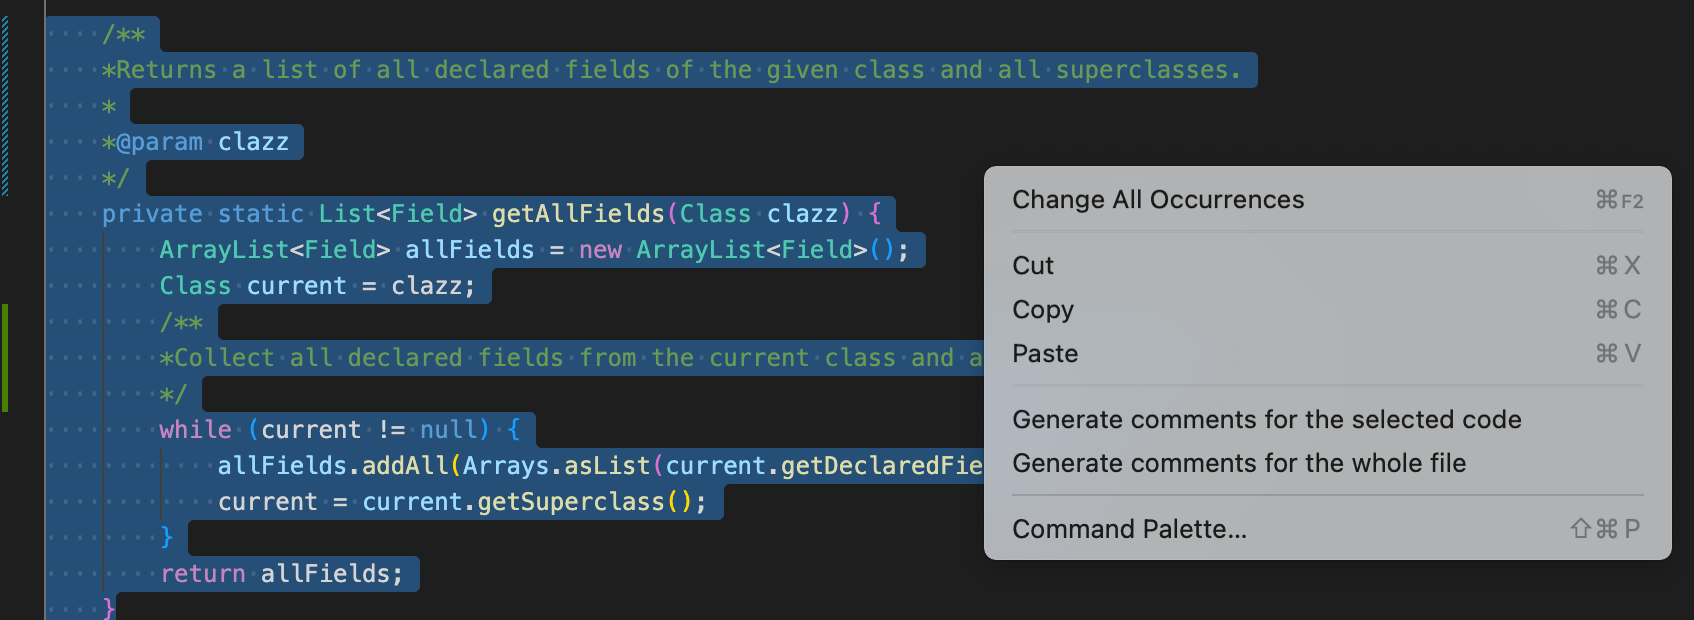 /**
*Returns a list of all declared fields of the given class and all superclasses.
*
*@param clazz
*/
private static List<Field> getAllFields(Class clazz) {
ArrayList<Field> allFields = new ArrayList<Field>();
Class current = clazz;
/**
*Collect all declared fields from the current class and a
*/
while (current != null) {
allFields.addAll(Arrays.asList(current.getDeclaredFie
current = current.getSuperclass();
}
return allFields;
}
Change All Occurrences ⌘F2
Cut ⌘X
Copy ⌘C
Paste ⌘V
Generate comments for the selected code
Generate comments for the whole file
Command Palette... ⇧⌘P